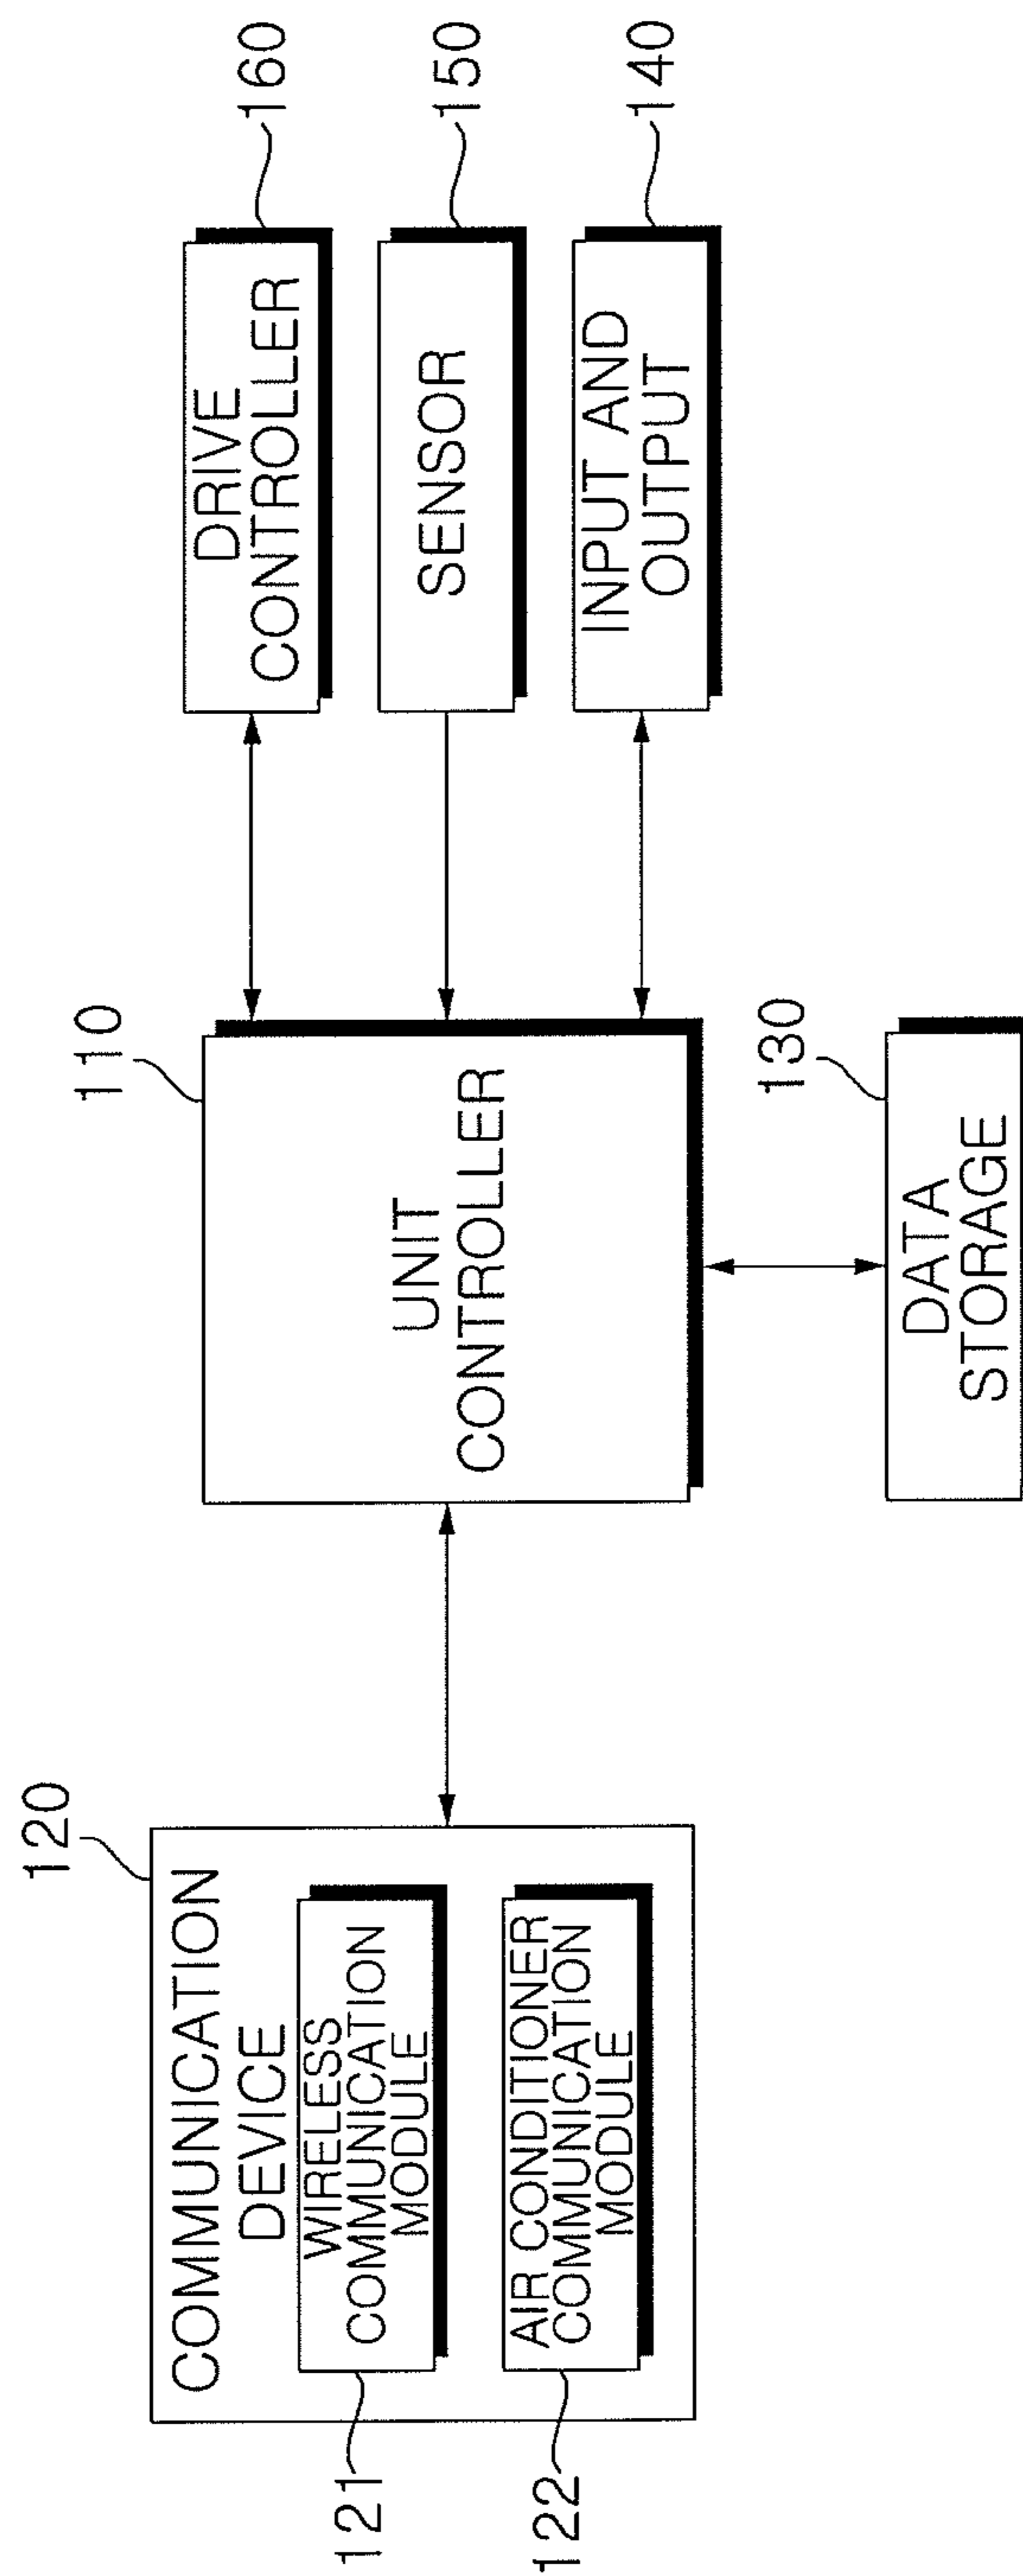 120
COMMUNICATION
DEVICE
121
WIRELESS
COMMUNICATION
MODULE
122
AIR CONDITIONER
COMMUNICATION
MODULE
110
UNIT
CONTROLLER
130
DATA
STORAGE
160
DRIVE
CONTROLLER
150
SENSOR
140
INPUT AND
OUTPUT